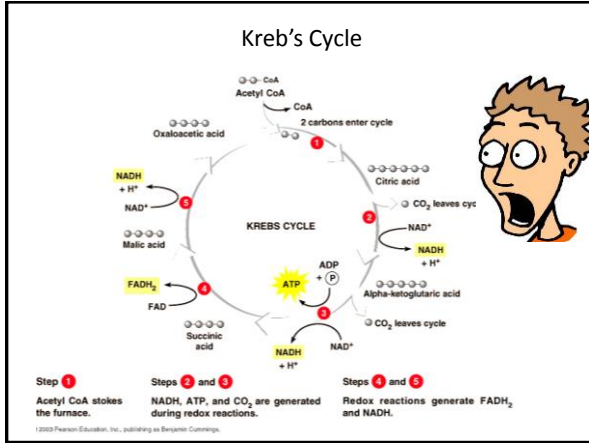 Kreb's Cycle
CoA
Acetyl CoA
CoA
2 carbons enter cycle
Oxaloacetic acid
1
Citric acid
NADH
+ H⁺
NAD⁺
5
2
CO₂ leaves cyc
NAD⁺
NADH
+ H⁺
KREBS CYCLE
Malic acid
ADP
+ P
ATP
Alpha-ketoglutaric acid
FADH₂
FAD
4
3
CO₂ leaves cycle
Succinic
acid
NADH
+ H⁺
NAD⁺
Step 1
Acetyl CoA stokes
the furnace.
Steps 2 and 3
NADH, ATP, and CO₂ are generated
during redox reactions.
Steps 4 and 5
Redox reactions generate FADH₂
and NADH.
©2003 Pearson Education, Inc., publishing as Benjamin Cummings.